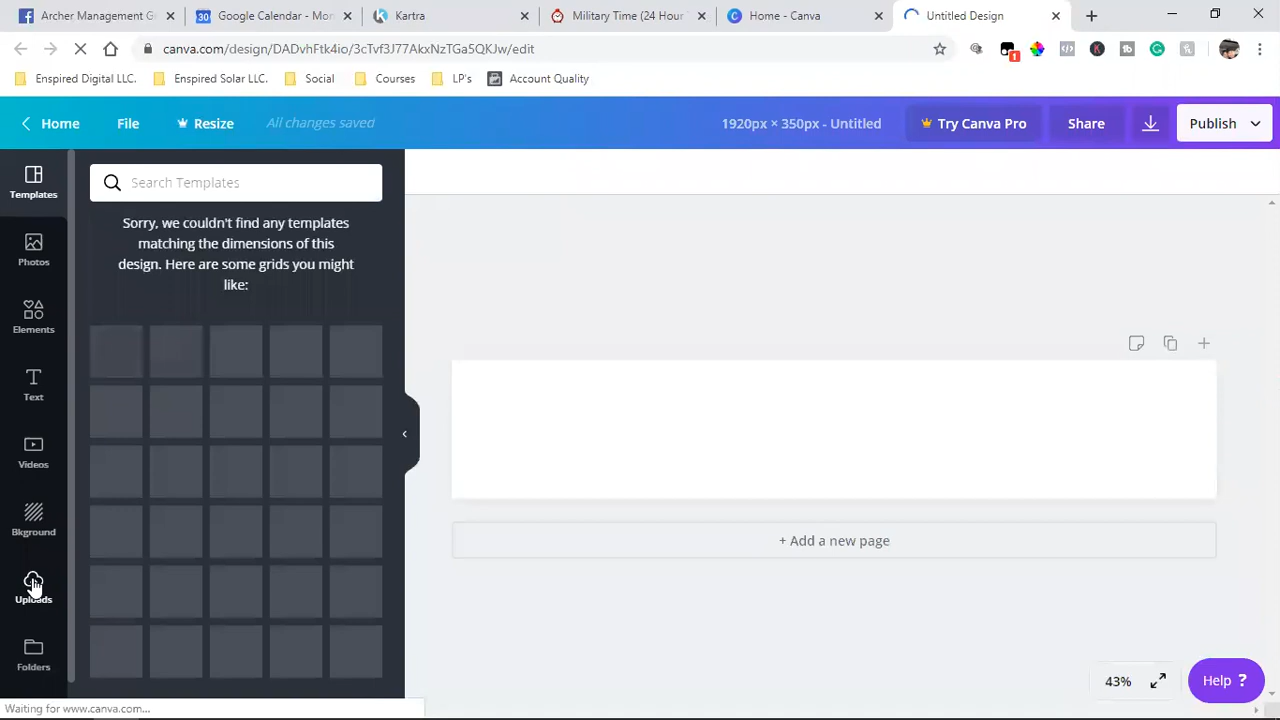 Archer Management G
Google Calendar - Mor
Kartra
Military Time (24 Hour
Home - Canva
Untitled Design
canva.com/design/DADvhFtk4io/3cTvf3J77AkxNzTGa5QKJw/edit
1
Enspired Digital LLC.
Enspired Solar LLC.
Social
Courses
LP's
Account Quality
Home
File
Resize
All changes saved
1920px × 350px - Untitled
Try Canva Pro
Share
Publish
Templates
Photos
Elements
Text
Videos
Bkground
Uploads
Folders
Search Templates
Sorry, we couldn't find any templates
matching the dimensions of this
design. Here are some grids you might
like:
+ Add a new page
43%
Help ?
Waiting for www.canva.com...